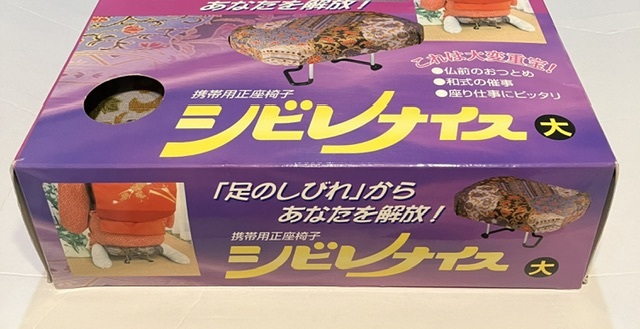 あなたを解放!
これは大変重宝!
●仏前のおつとめ
●和式の催事
●座り仕事にピッタリ
携帯用正座椅子
シビレナイス 大
「足のしびれ」から
あなたを解放!
携帯用正座椅子
シビレナイス 大